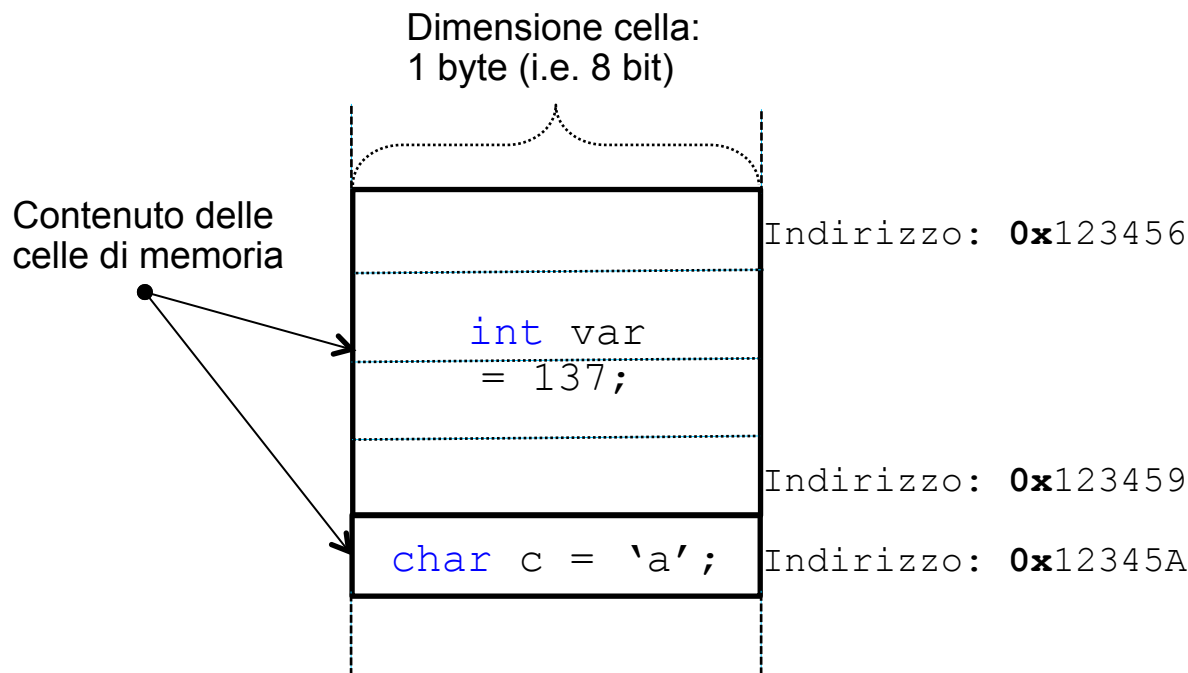 Dimensione cella:
1 byte (i.e. 8 bit)
Contenuto delle
celle di memoria
Indirizzo: 0x123456
int var
= 137;
Indirizzo: 0x123459
char c = ‘a’;
Indirizzo: 0x12345A